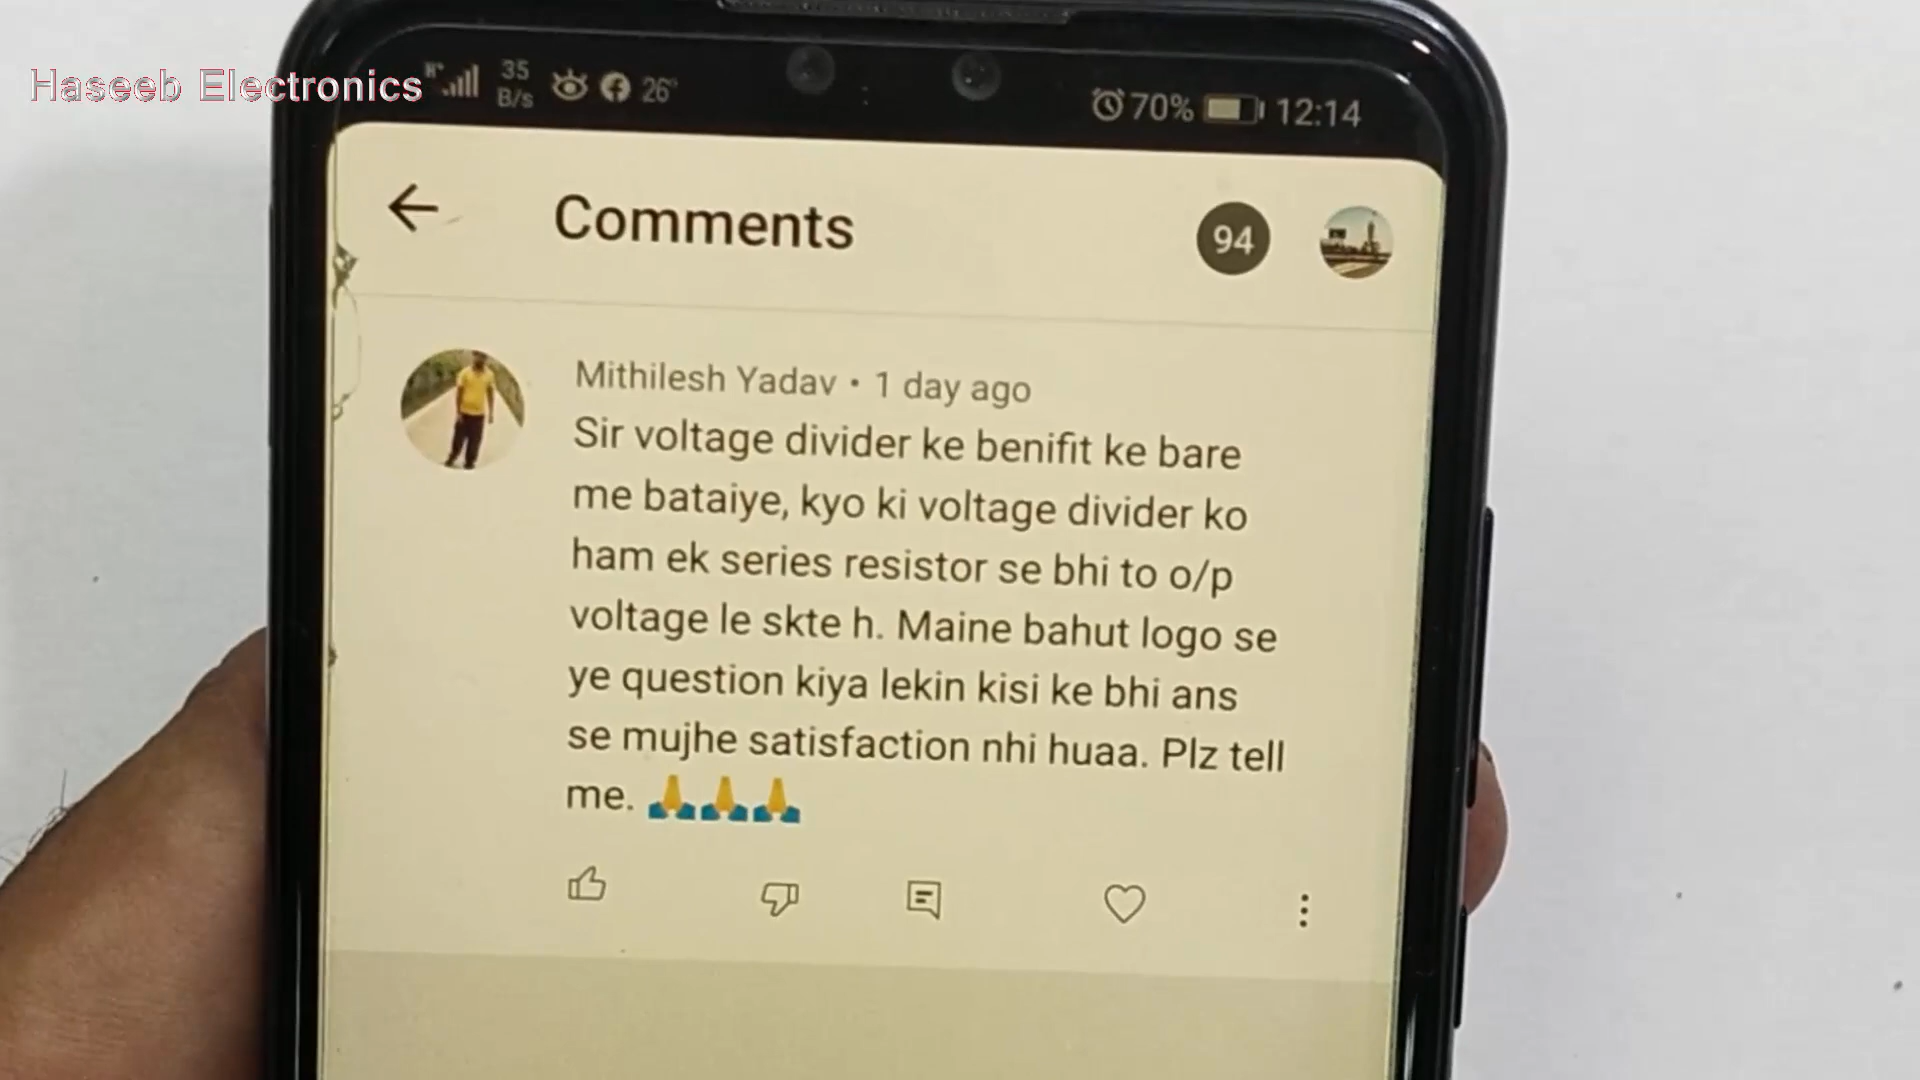 Haseeb Electronics
H+ 35 B/s 26° 70% 12:14
Comments
94
Mithilesh Yadav • 1 day ago
Sir voltage divider ke benifit ke bare
me bataiye, kyo ki voltage divider ko
ham ek series resistor se bhi to o/p
voltage le skte h. Maine bahut logo se
ye question kiya lekin kisi ke bhi ans
se mujhe satisfaction nhi huaa. Plz tell
me. 🙏🙏🙏